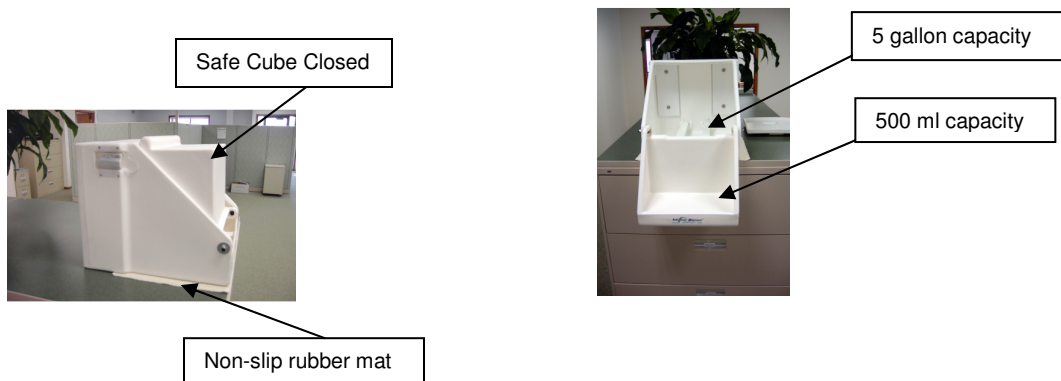 Safe Cube Closed
Non-slip rubber mat
5 gallon capacity
500 ml capacity